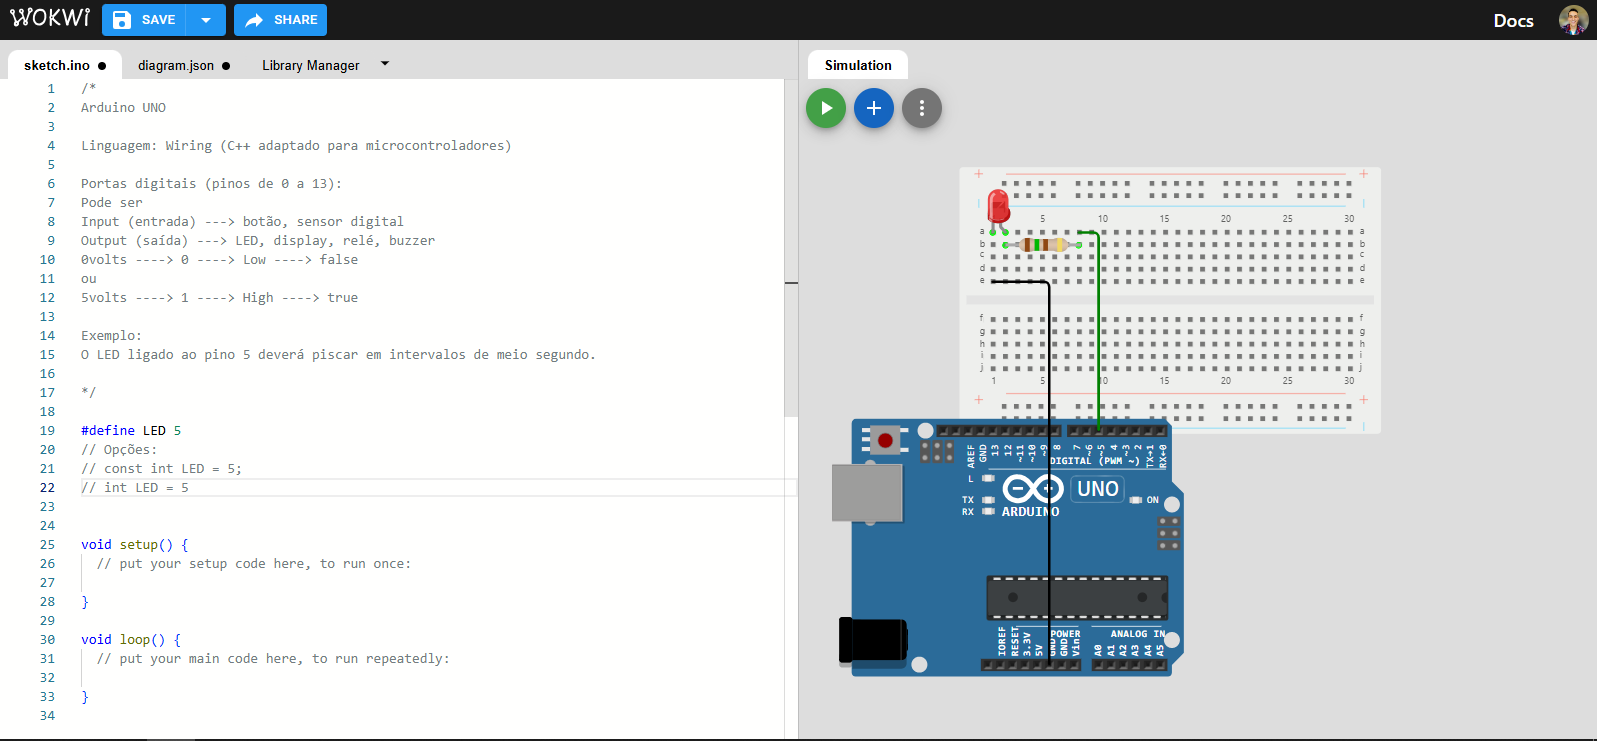 WOKWI
SAVE
SHARE
Docs
sketch.ino ●
diagram.json ●
Library Manager
Simulation
1 /*
2 Arduino UNO
3
4 Linguagem: Wiring (C++ adaptado para microcontroladores)
5
6 Portas digitais (pinos de 0 a 13):
7 Pode ser
8 Input (entrada) ---> botão, sensor digital
9 Output (saída) ---> LED, display, relé, buzzer
10 0volts ----> 0 ----> Low ----> false
11 ou
12 5volts ----> 1 ----> High ----> true
13
14 Exemplo:
15 O LED ligado ao pino 5 deverá piscar em intervalos de meio segundo.
16
17 */
18
19 #define LED 5
20 // Opções:
21 // const int LED = 5;
22 // int LED = 5
23
24
25 void setup() {
26 // put your setup code here, to run once:
27
28 }
29
30 void loop() {
31 // put your main code here, to run repeatedly:
32
33 }
34
+ +
5 10 15 20 25 30
a a
b b
c c
d d
e e
f f
g g
h h
i i
j j
1 5 10 15 20 25 30
+ +
AREF GND 13 12 ~11 ~10 ~9 8 7 ~6 ~5 4 ~3 2 TX→1 RX←0
DIGITAL (PWM ~)
L
TX
RX
UNO
ARDUINO
ON
IOREF RESET 3.3V 5V GND GND Vin
POWER
ANALOG IN
A0 A1 A2 A3 A4 A5